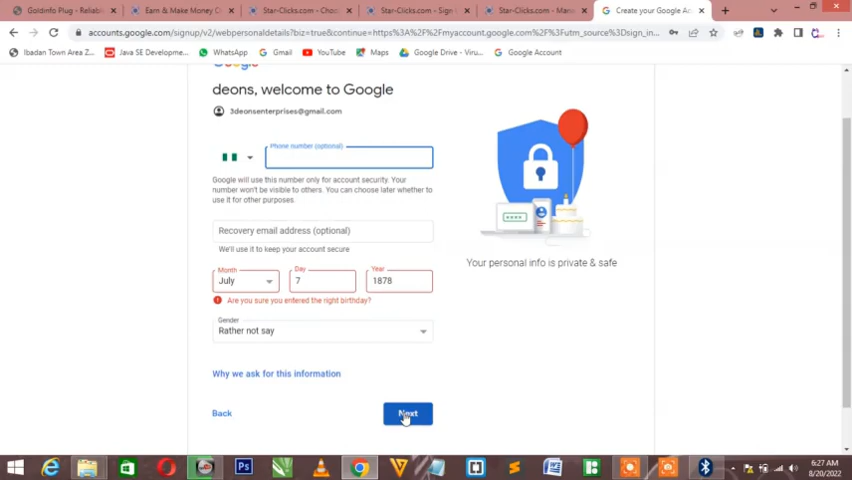 Goldinfo Plug - Reliabl
Earn & Make Money O
Star-Clicks.com - Choo
Star-Clicks.com - Sign
Star-Clicks.com - Man
Create your Google Ac
accounts.google.com/signup/v2/webpersonaldetails?biz=true&continue=https%3A%2F%2Fmyaccount.google.com%2F%3Futm_source%3Dsign_in...
Ibadan Town Area Z...
Java SE Developme...
WhatsApp
Gmail
YouTube
Maps
Google Drive - Viru...
Google Account
Google
deons, welcome to Google
3deonsenterprises@gmail.com
Phone number (optional)
Google will use this number only for account security. Your
number won't be visible to others. You can choose later whether to
use it for other purposes.
Recovery email address (optional)
We'll use it to keep your account secure
Month
Day
Year
July
7
1878
Are you sure you entered the right birthday?
Gender
Rather not say
Why we ask for this information
Back
Next
Your personal info is private & safe
Ps
6:27 AM
8/20/2022